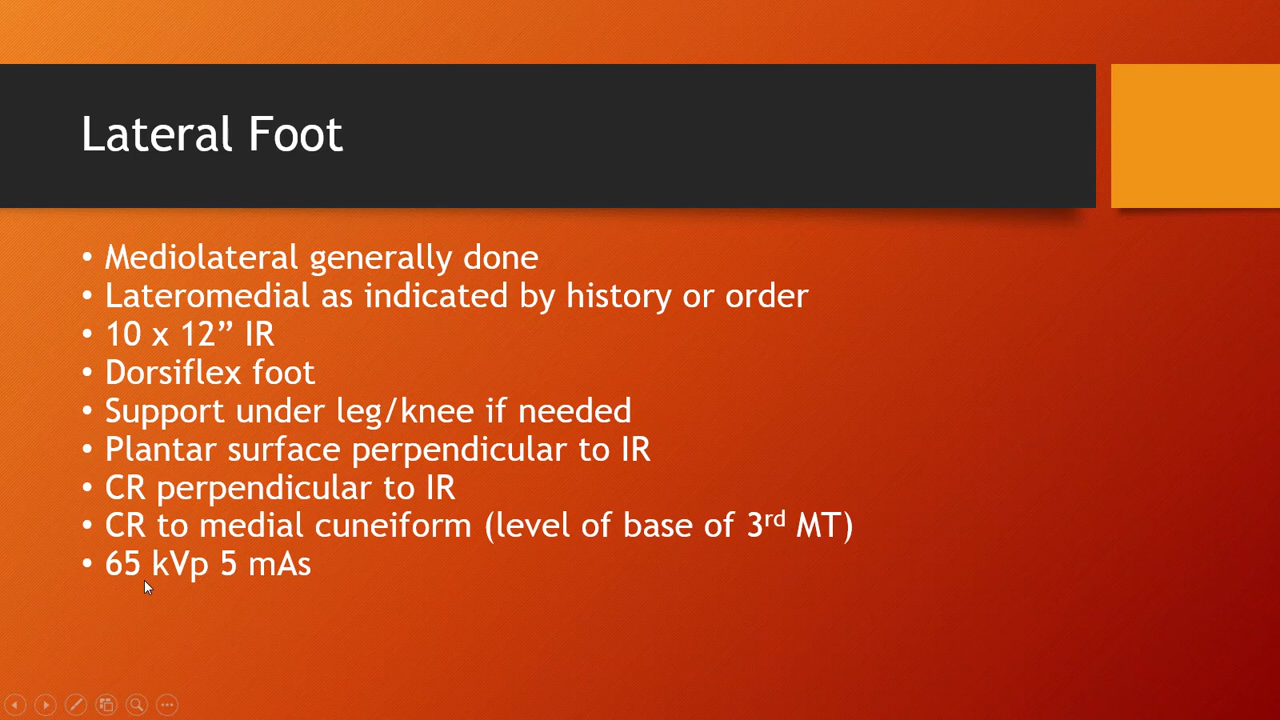 Lateral Foot
• Mediolateral generally done
• Lateromedial as indicated by history or order
• 10 x 12” IR
• Dorsiflex foot
• Support under leg/knee if needed
• Plantar surface perpendicular to IR
• CR perpendicular to IR
• CR to medial cuneiform (level of base of 3rd MT)
• 65 kVp 5 mAs